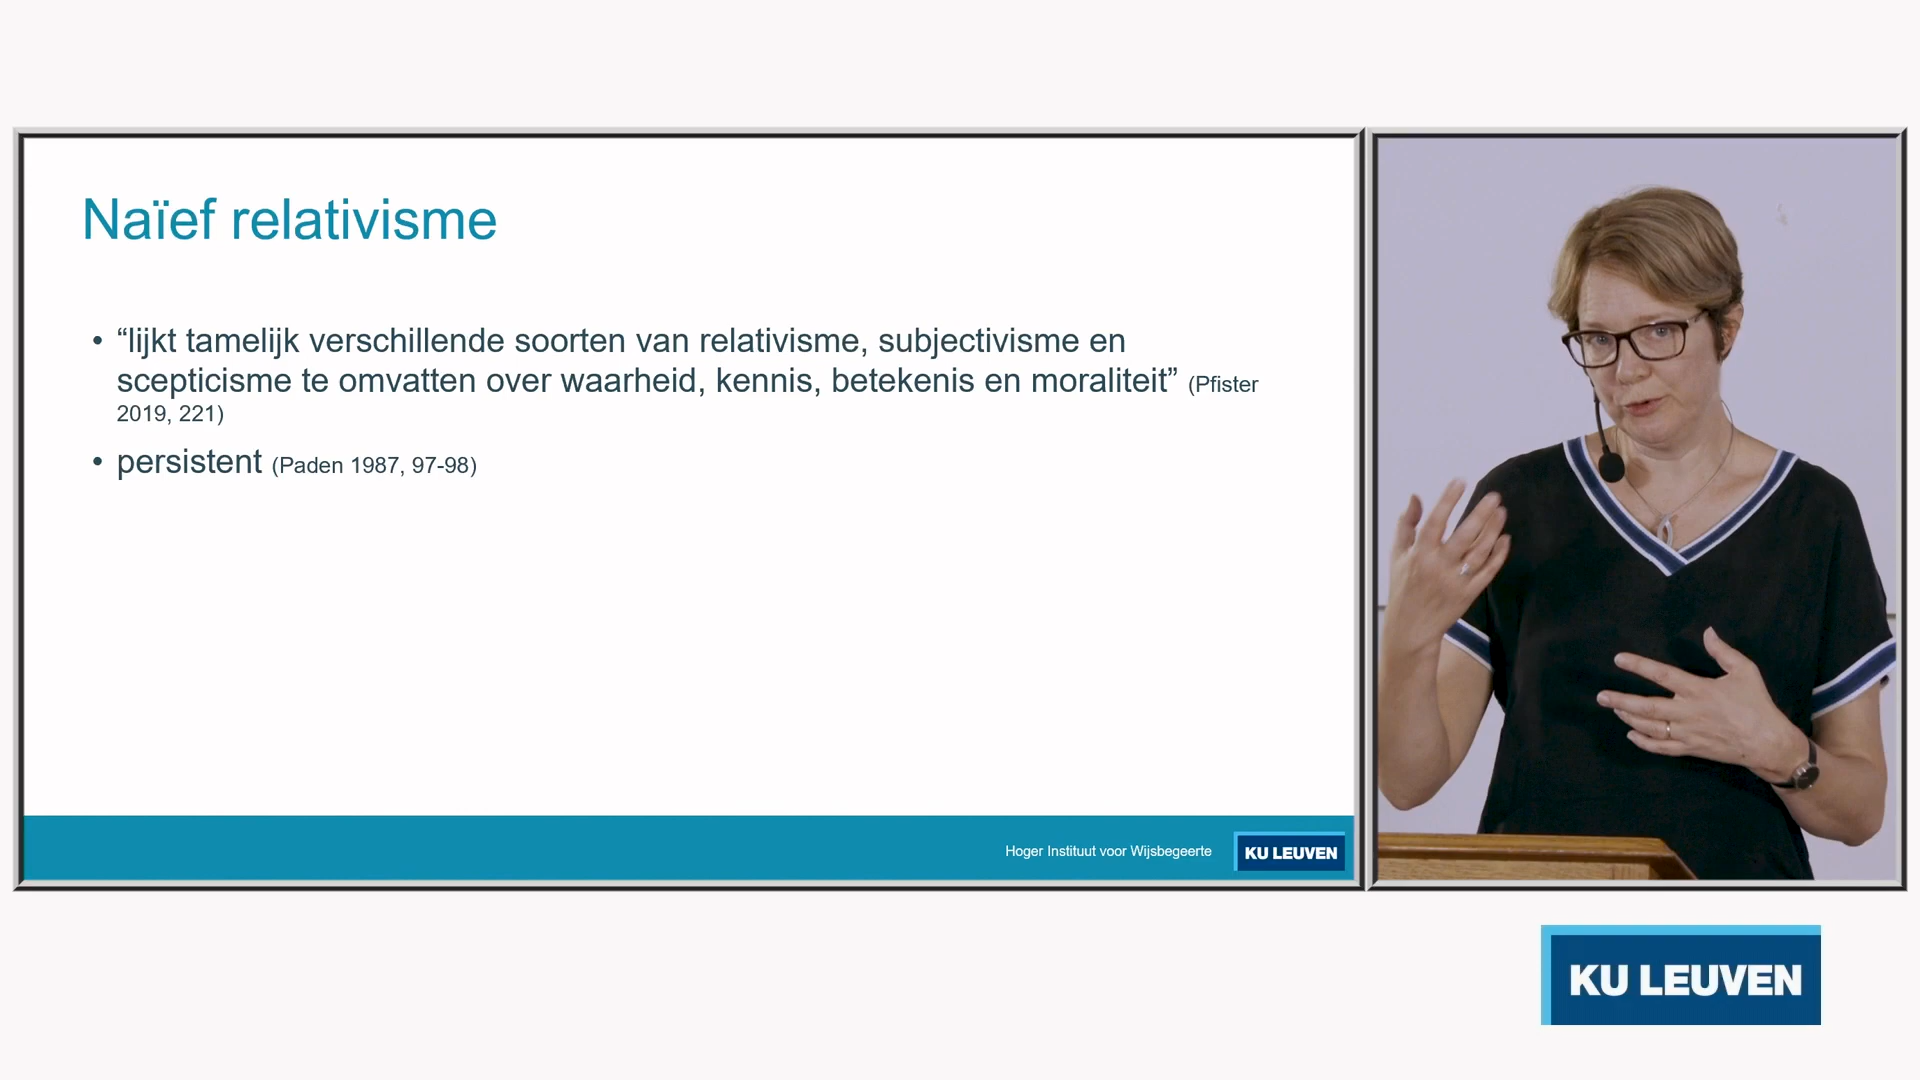 Naïef relativisme
• “lijkt tamelijk verschillende soorten van relativisme, subjectivisme en
scepticisme te omvatten over waarheid, kennis, betekenis en moraliteit” (Pfister
2019, 221)
• persistent (Paden 1987, 97-98)
Hoger Instituut voor Wijsbegeerte
KU LEUVEN
KU LEUVEN